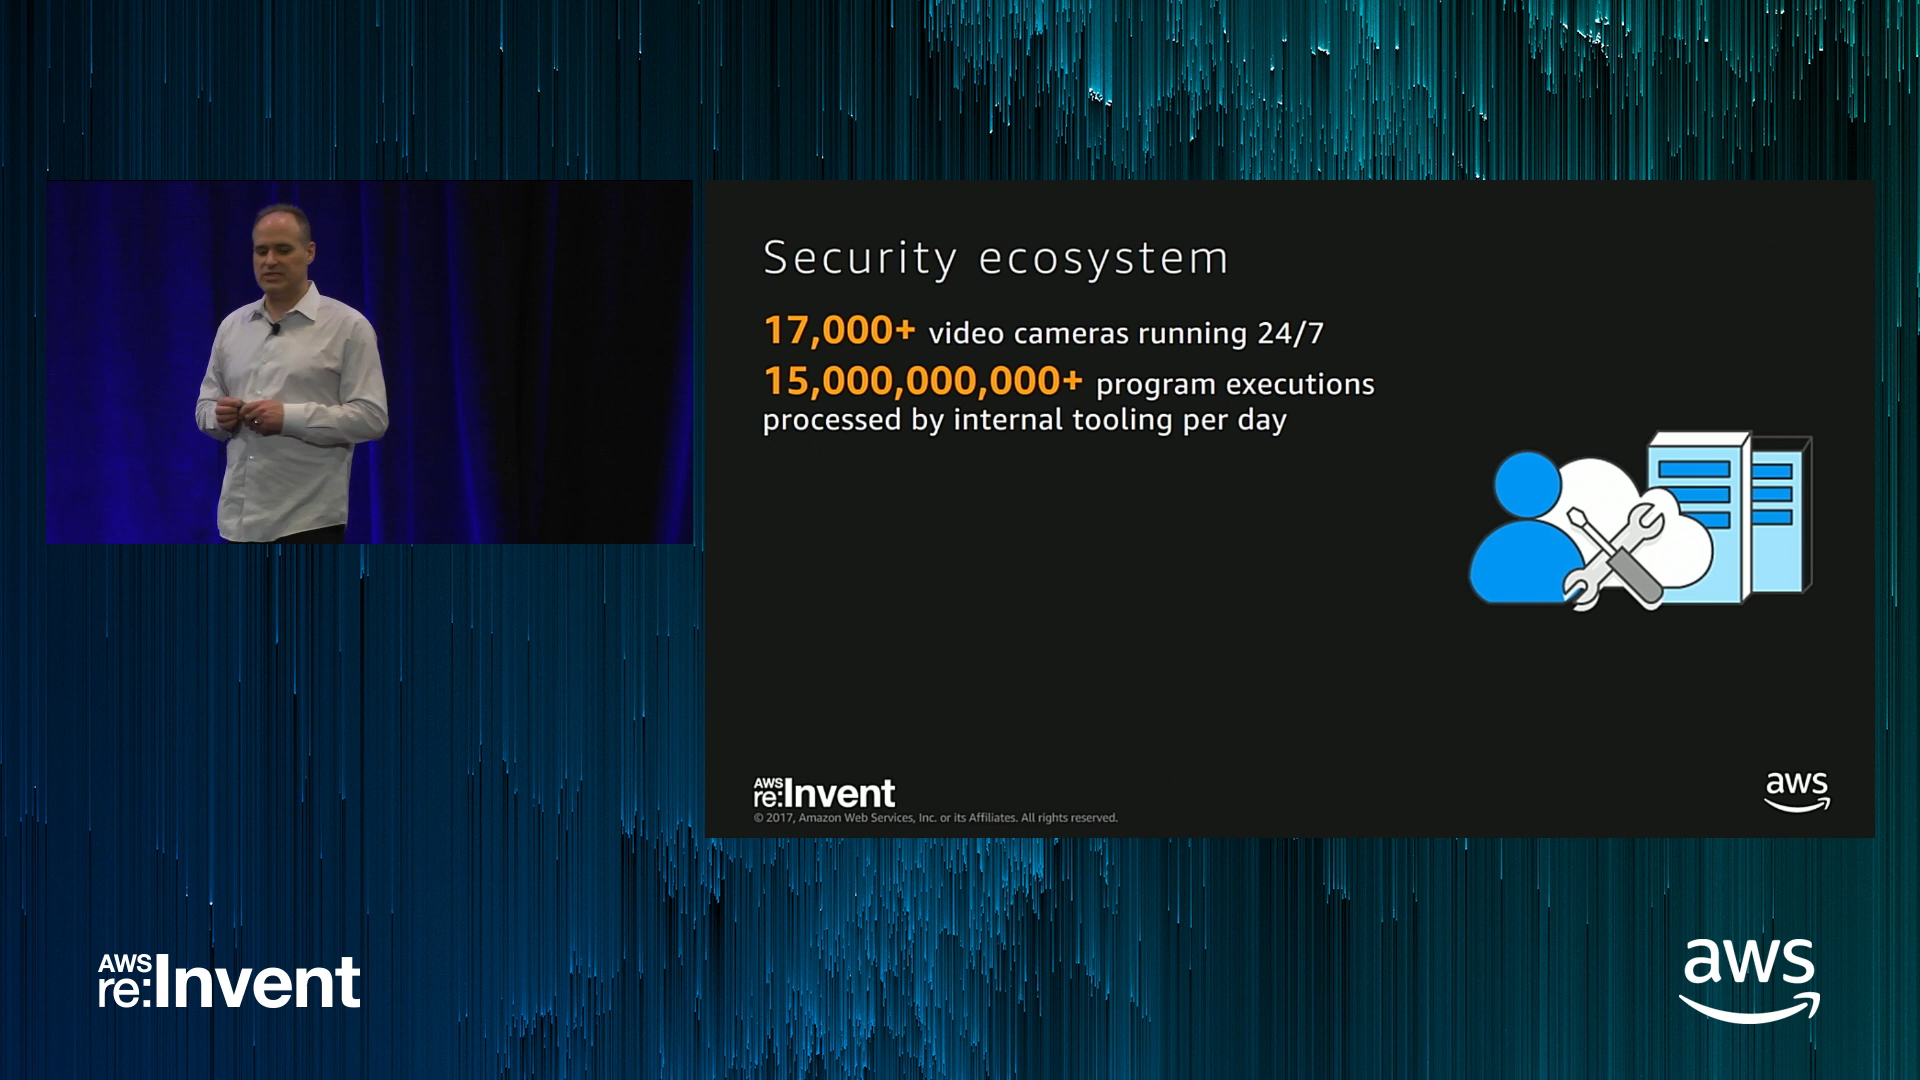 Security ecosystem
17,000+ video cameras running 24/7
15,000,000,000+ program executions
processed by internal tooling per day
AWS
re:Invent
© 2017, Amazon Web Services, Inc. or its Affiliates. All rights reserved.
aws
AWS
re:Invent
aws